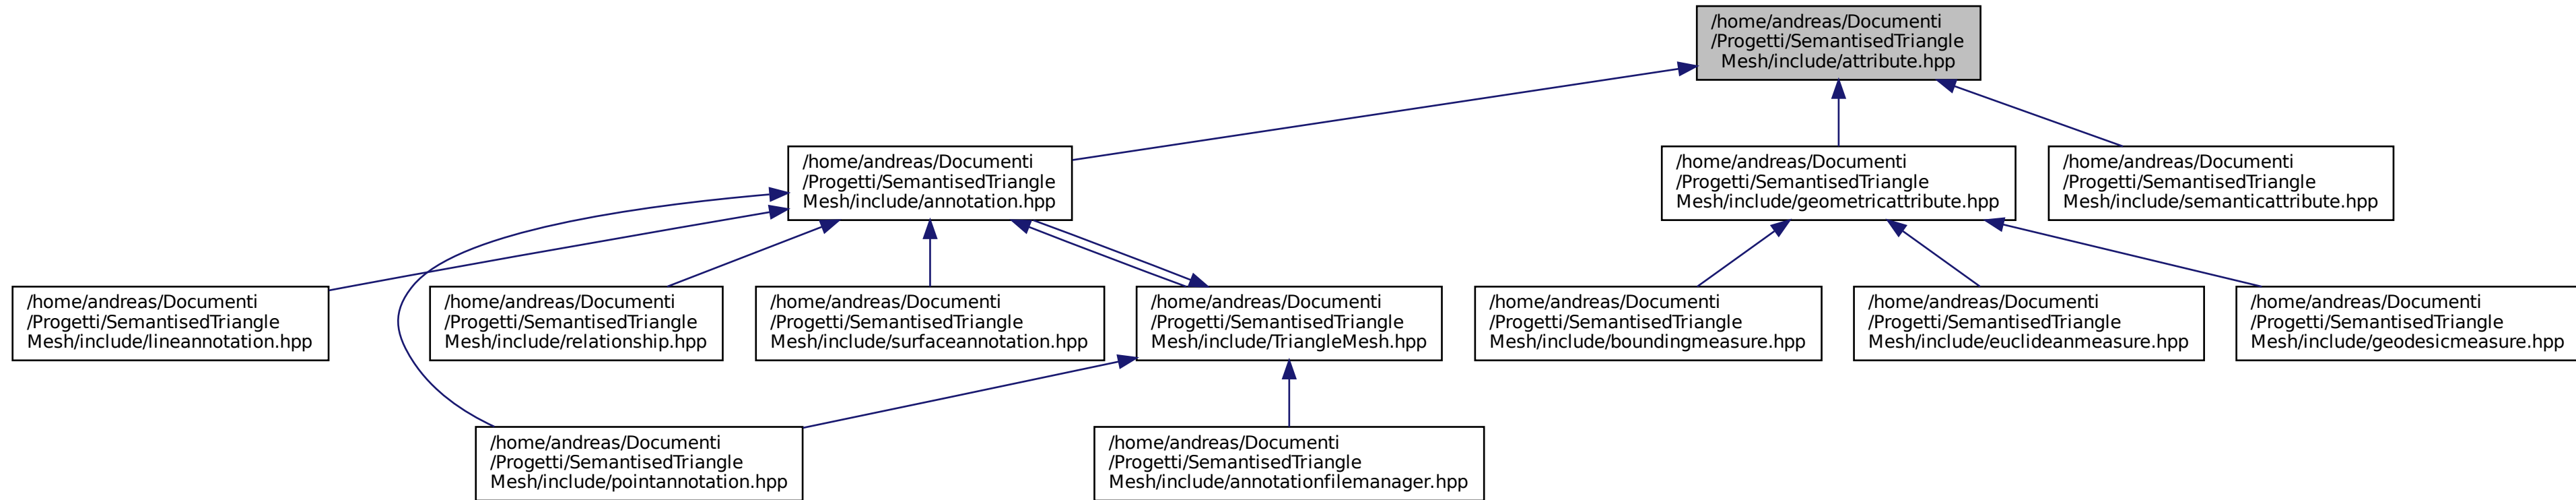 /home/andreas/Documenti
/Progetti/SemantisedTriangle
Mesh/include/attribute.hpp
/home/andreas/Documenti
/Progetti/SemantisedTriangle
Mesh/include/annotation.hpp
/home/andreas/Documenti
/Progetti/SemantisedTriangle
Mesh/include/geometricattribute.hpp
/home/andreas/Documenti
/Progetti/SemantisedTriangle
Mesh/include/semanticattribute.hpp
/home/andreas/Documenti
/Progetti/SemantisedTriangle
Mesh/include/lineannotation.hpp
/home/andreas/Documenti
/Progetti/SemantisedTriangle
Mesh/include/relationship.hpp
/home/andreas/Documenti
/Progetti/SemantisedTriangle
Mesh/include/surfaceannotation.hpp
/home/andreas/Documenti
/Progetti/SemantisedTriangle
Mesh/include/TriangleMesh.hpp
/home/andreas/Documenti
/Progetti/SemantisedTriangle
Mesh/include/boundingmeasure.hpp
/home/andreas/Documenti
/Progetti/SemantisedTriangle
Mesh/include/euclideanmeasure.hpp
/home/andreas/Documenti
/Progetti/SemantisedTriangle
Mesh/include/geodesicmeasure.hpp
/home/andreas/Documenti
/Progetti/SemantisedTriangle
Mesh/include/pointannotation.hpp
/home/andreas/Documenti
/Progetti/SemantisedTriangle
Mesh/include/annotationfilemanager.hpp